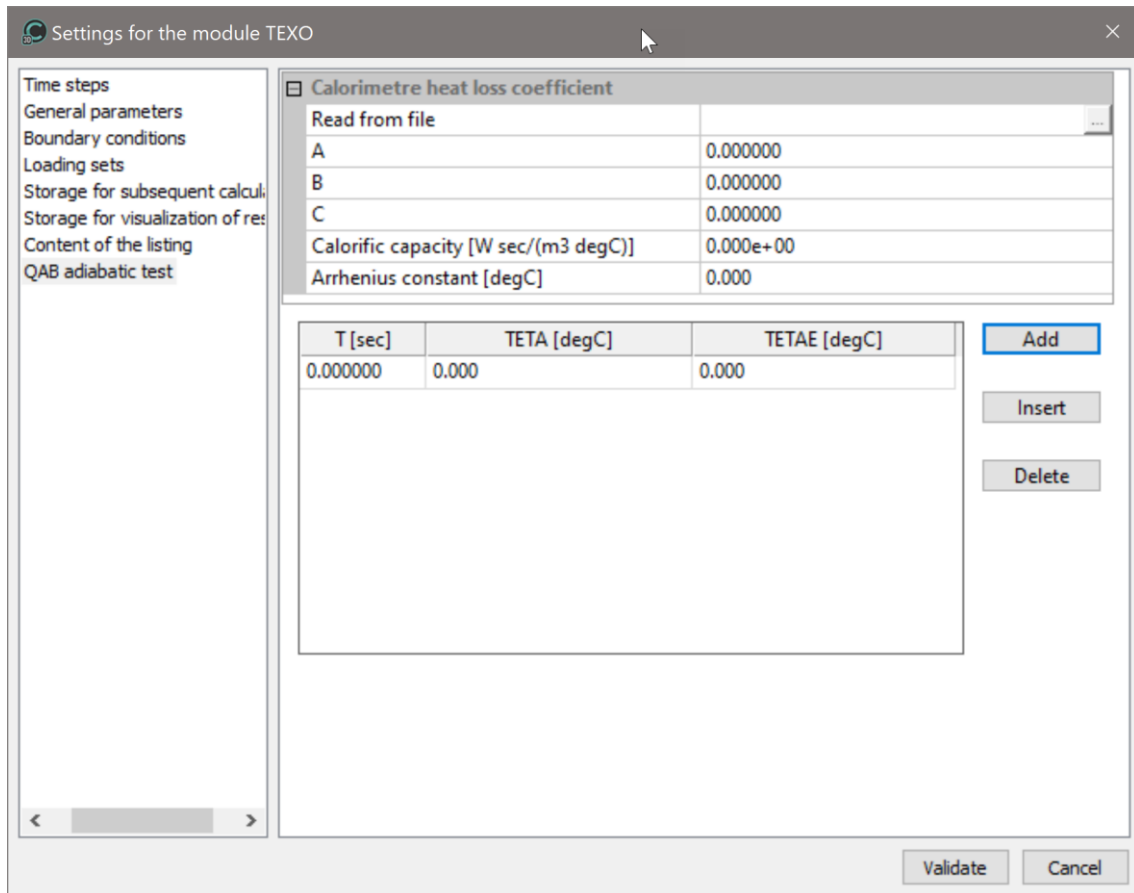 Settings for the module TEXO
Time steps
General parameters
Boundary conditions
Loading sets
Storage for subsequent calcul
Storage for visualization of res
Content of the listing
QAB adiabatic test
Calorimetre heat loss coefficient
Read from file ...
A 0.000000
B 0.000000
C 0.000000
Calorific capacity [W sec/(m3 degC)] 0.000e+00
Arrhenius constant [degC] 0.000
T [sec] TETA [degC] TETAE [degC]
0.000000 0.000 0.000
Add
Insert
Delete
Validate Cancel